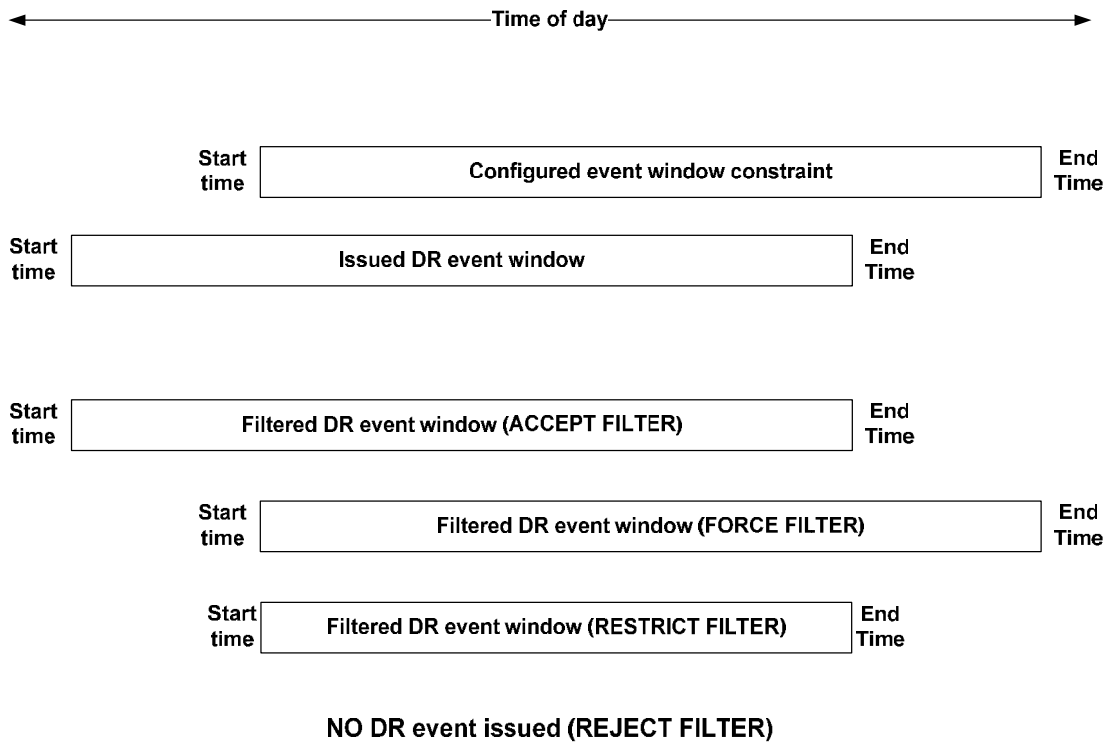 Time of day
Start
time
Configured event window constraint
End
Time
Start
time
Issued DR event window
End
Time
Start
time
Filtered DR event window (ACCEPT FILTER)
End
Time
Start
time
Filtered DR event window (FORCE FILTER)
End
Time
Start
time
Filtered DR event window (RESTRICT FILTER)
End
Time
NO DR event issued (REJECT FILTER)